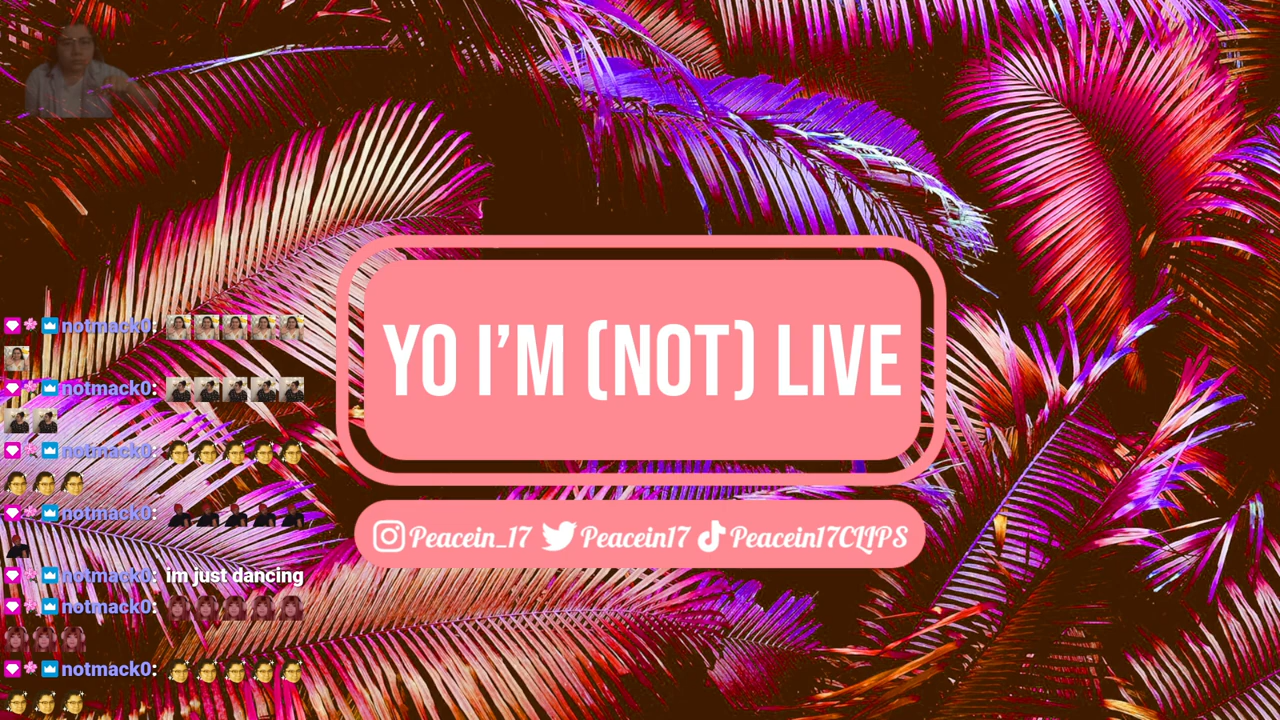 YO I’M (NOT) LIVE
Peacein_17 Peacein17 Peacein17CLIPS
notmack0:
notmack0:
notmack0:
notmack0:
notmack0: im just dancing
notmack0:
notmack0: